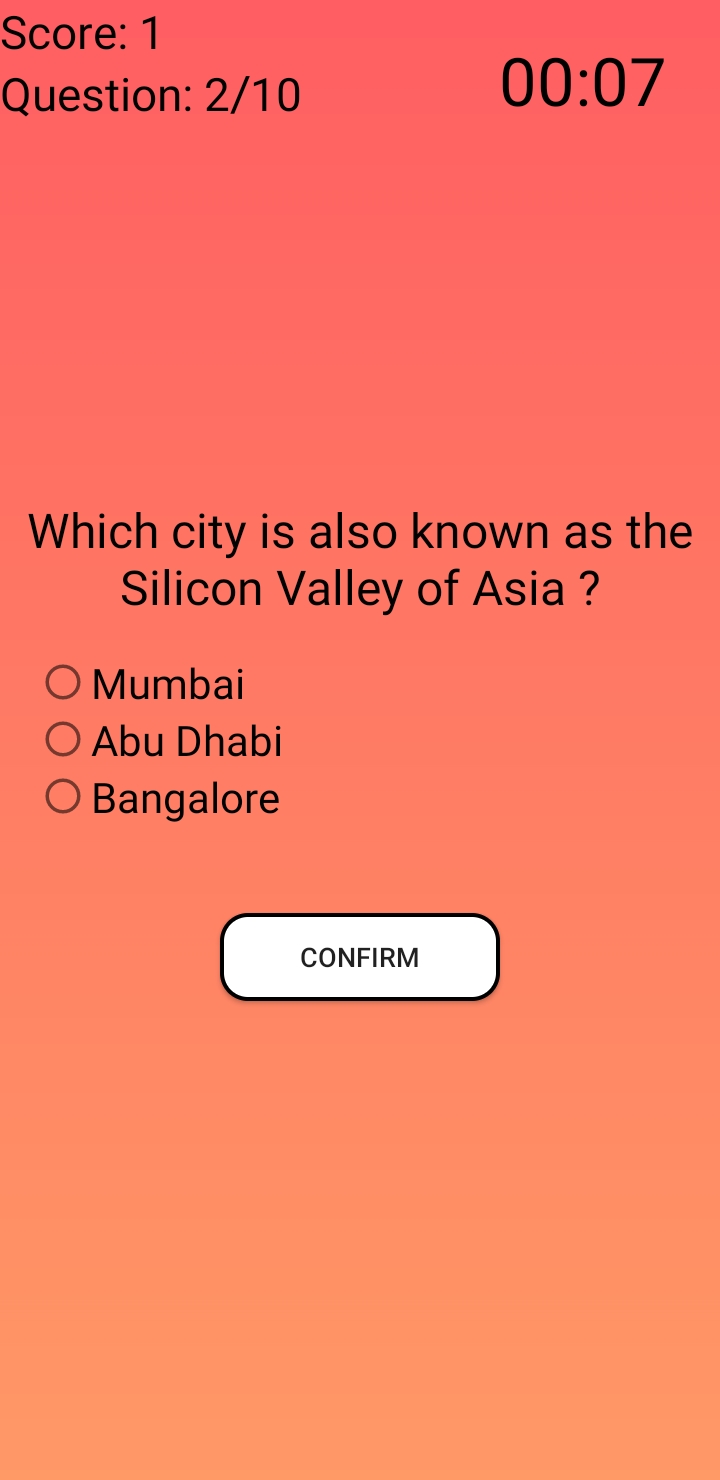 Score: 1
Question: 2/10
00:07
Which city is also known as the
Silicon Valley of Asia ?
Mumbai
Abu Dhabi
Bangalore
CONFIRM